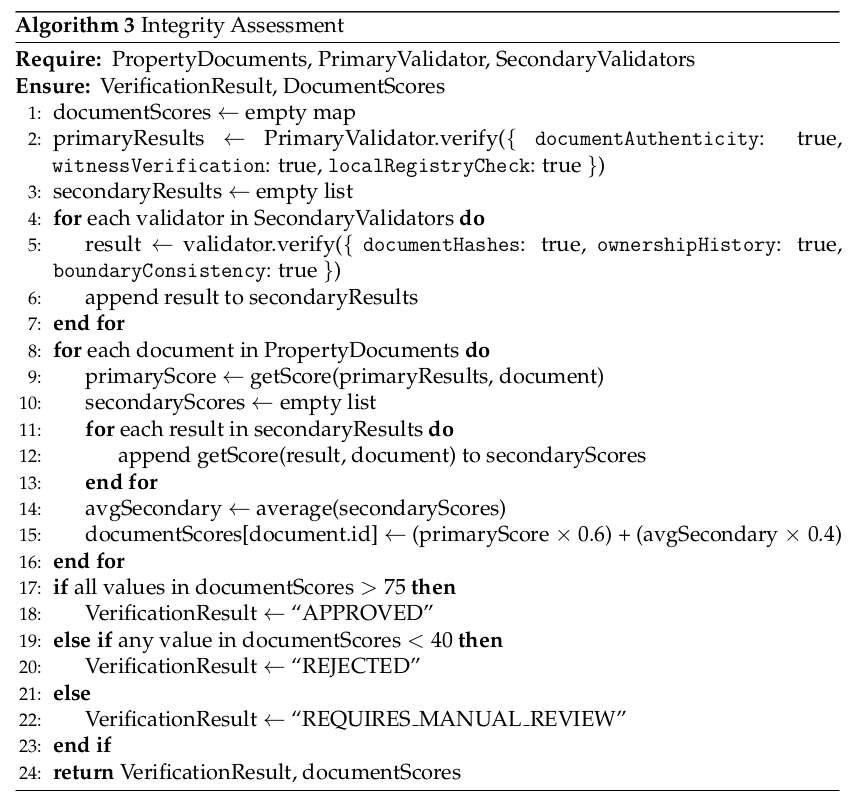 Algorithm 3 Integrity Assessment
Require: PropertyDocuments, PrimaryValidator, SecondaryValidators
Ensure: VerificationResult, DocumentScores
1: documentScores ← empty map
2: primaryResults ← PrimaryValidator.verify({ documentAuthenticity: true,
witnessVerification: true, localRegistryCheck: true })
3: secondaryResults ← empty list
4: for each validator in SecondaryValidators do
5: result ← validator.verify({ documentHashes: true, ownershipHistory: true,
boundaryConsistency: true })
6: append result to secondaryResults
7: end for
8: for each document in PropertyDocuments do
9: primaryScore ← getScore(primaryResults, document)
10: secondaryScores ← empty list
11: for each result in secondaryResults do
12: append getScore(result, document) to secondaryScores
13: end for
14: avgSecondary ← average(secondaryScores)
15: documentScores[document.id] ← (primaryScore × 0.6) + (avgSecondary × 0.4)
16: end for
17: if all values in documentScores > 75 then
18: VerificationResult ← “APPROVED”
19: else if any value in documentScores < 40 then
20: VerificationResult ← “REJECTED”
21: else
22: VerificationResult ← “REQUIRES_MANUAL_REVIEW”
23: end if
24: return VerificationResult, documentScores